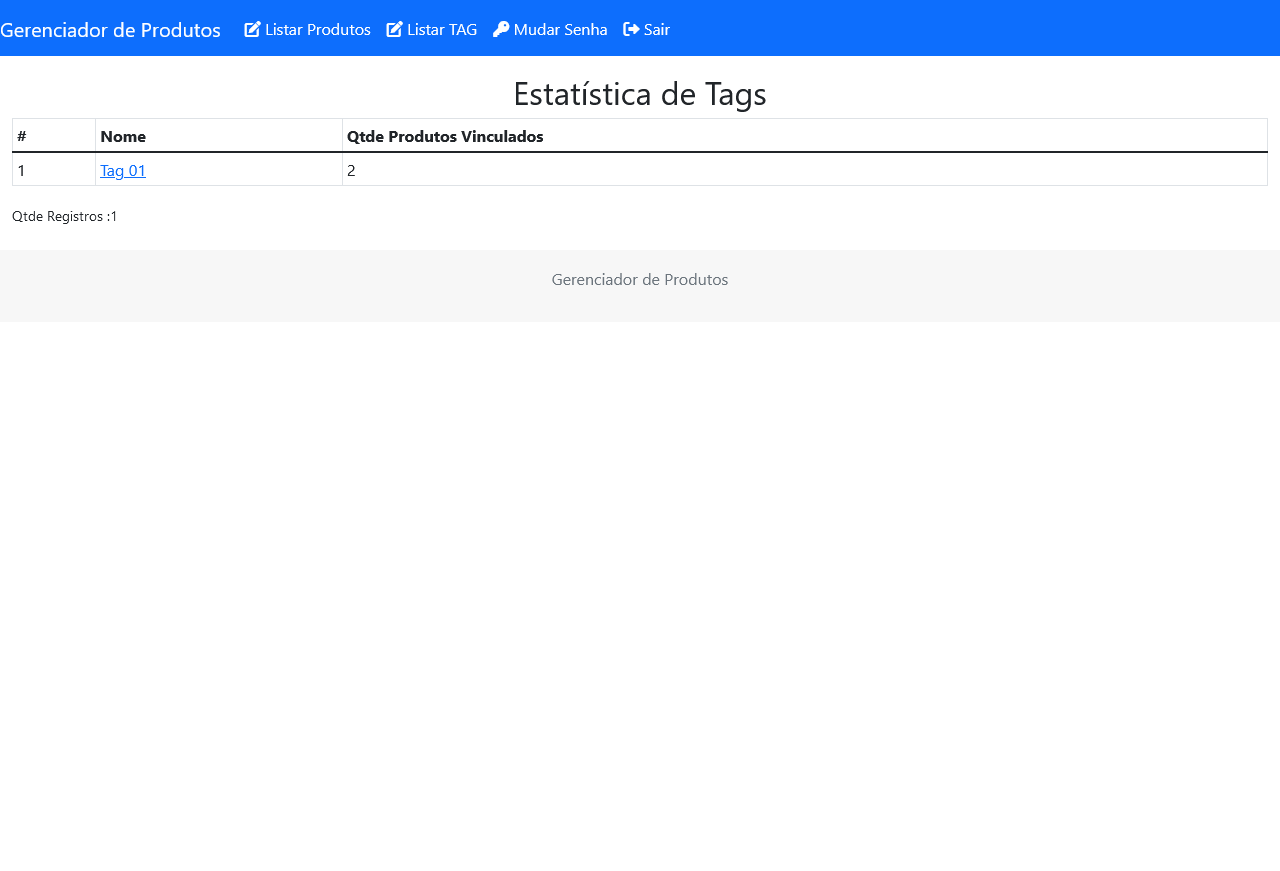 Gerenciador de Produtos Listar Produtos Listar TAG Mudar Senha Sair
Estatística de Tags
# Nome Qtde Produtos Vinculados
1 Tag 01 2
Qtde Registros :1
Gerenciador de Produtos